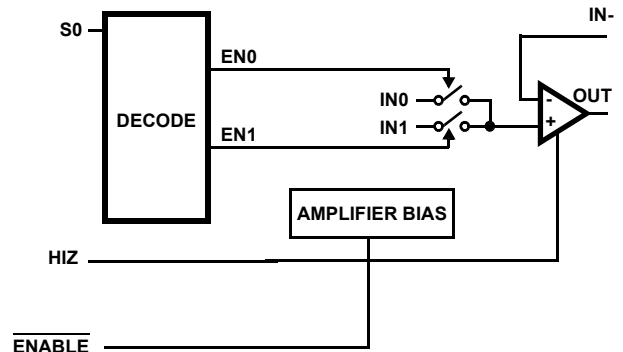 IN-
S0
EN0
IN0
OUT
-
DECODE
IN1
+
EN1
AMPLIFIER BIAS
HIZ
ENABLE